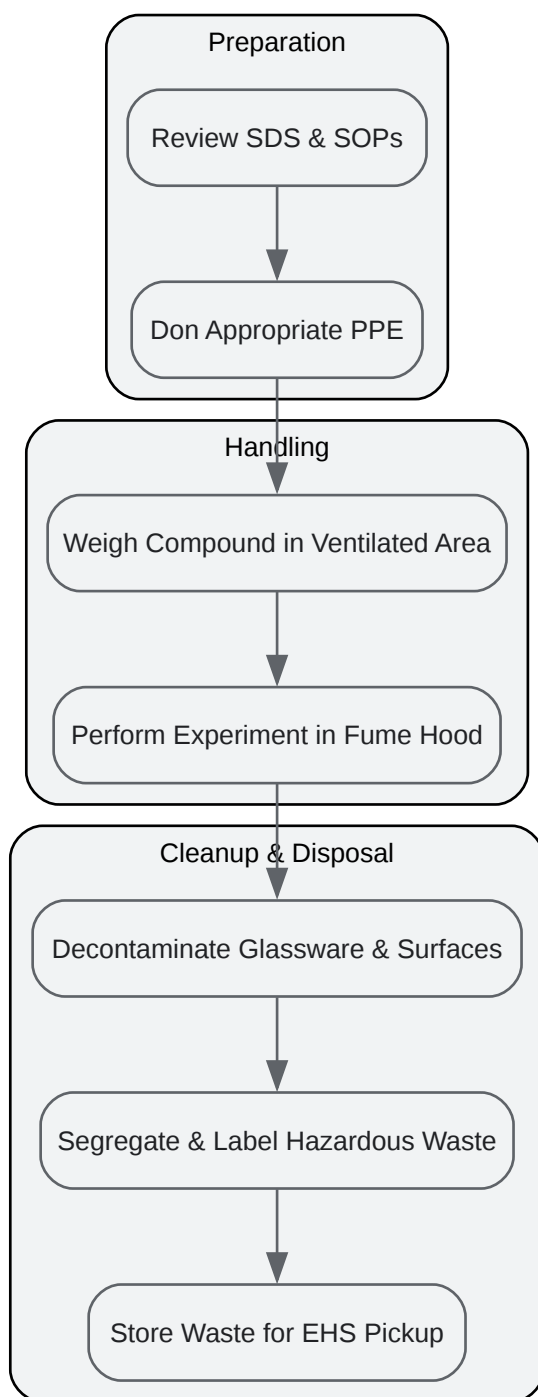 Preparation
Review SDS & SOPs
Don Appropriate PPE
Handling
Weigh Compound in Ventilated Area
Perform Experiment in Fume Hood
Cleanup & Disposal
Decontaminate Glassware & Surfaces
Segregate & Label Hazardous Waste
Store Waste for EHS Pickup